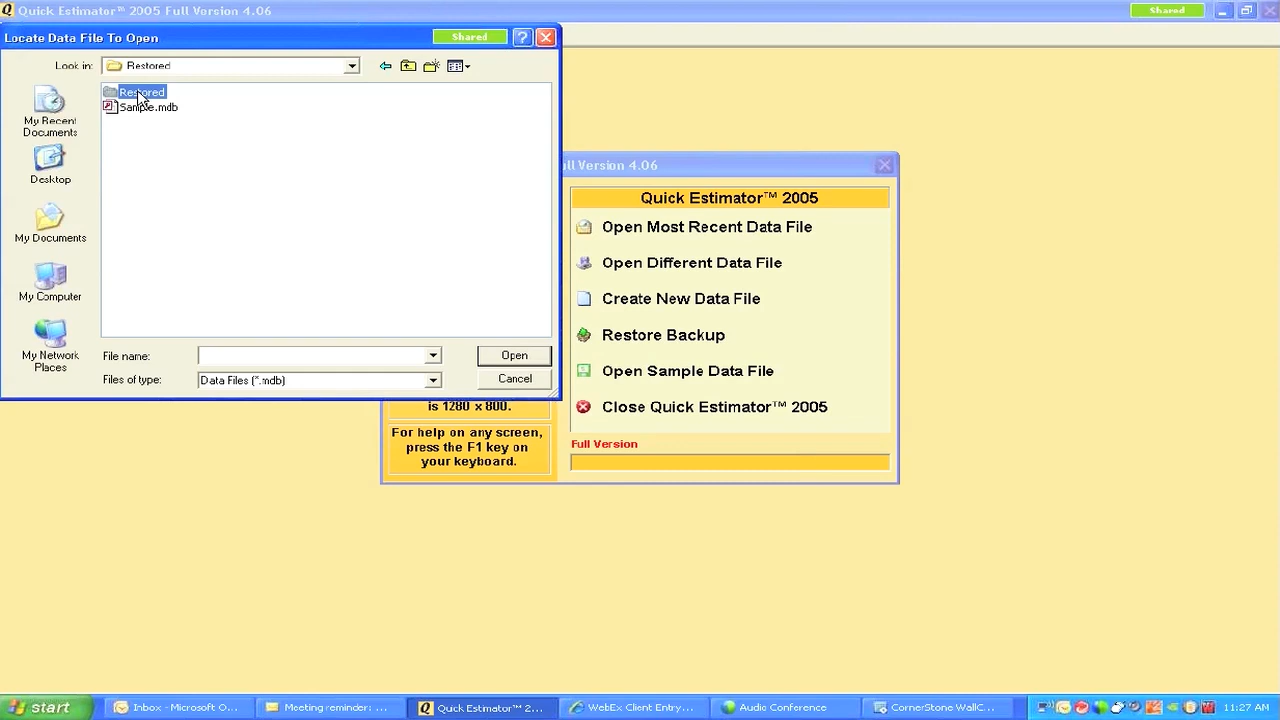 Quick Estimator™ 2005 Full Version 4.06
Shared
Locate Data File To Open
Shared
Look in:
Restored
Restored
Sample.mdb
My Recent
Documents
Desktop
My Documents
My Computer
My Network
Places
File name:
Open
Files of type:
Data Files (*.mdb)
Cancel
ull Version 4.06
Quick Estimator™ 2005
Open Most Recent Data File
Open Different Data File
Create New Data File
Restore Backup
Open Sample Data File
Close Quick Estimator™ 2005
Full Version
is 1280 x 800.
For help on any screen,
press the F1 key on
your keyboard.
start
Inbox - Microsoft O...
Meeting reminder: ...
Quick Estimator™ 2...
WebEx Client Entry...
Audio Conference
CornerStone WallC...
11:27 AM